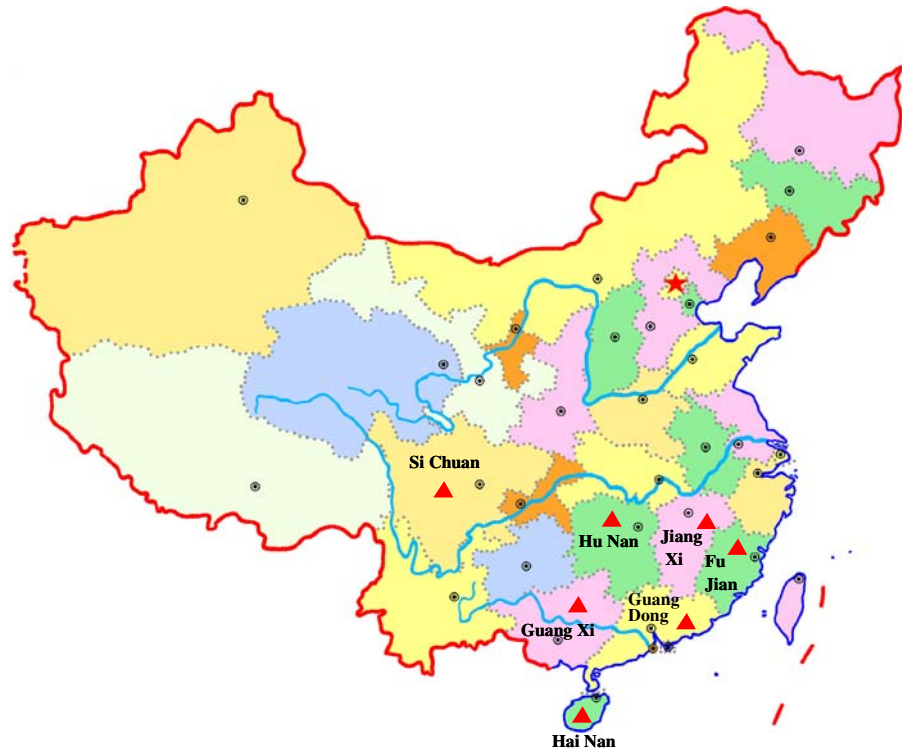 Si Chuan
Hu Nan
Jiang
Xi
Fu
Jian
Guang
Dong
Guang Xi
Hai Nan